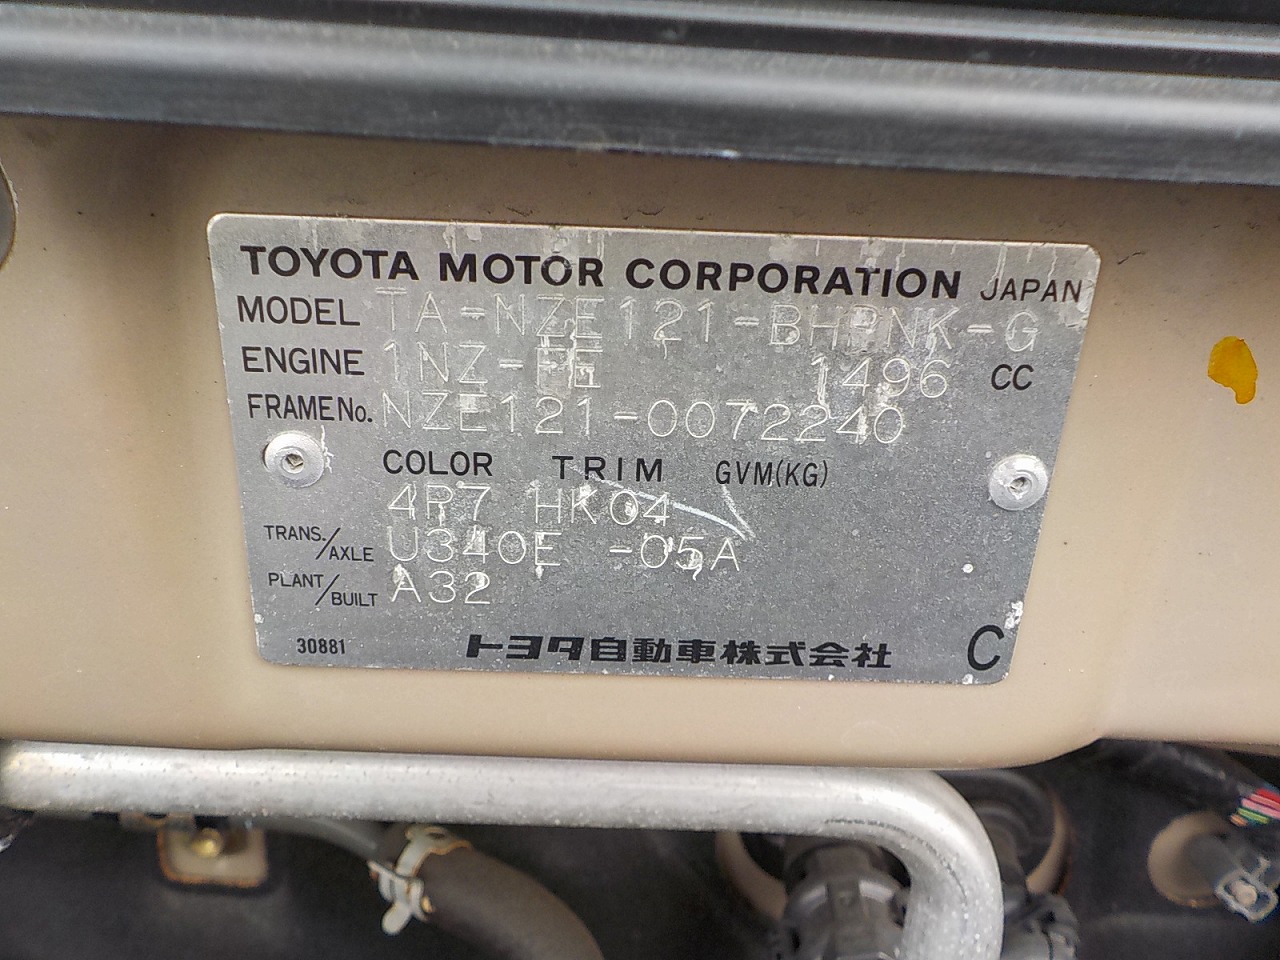 TOYOTA MOTOR CORPORATION JAPAN
MODEL TA-NZE121-BHPNK-G
ENGINE 1NZ-FE 1496 CC
FRAME No. NZE121-0072240
COLOR TRIM GVM(KG)
4R7 HK04
TRANS./AXLE U340E -05A
PLANT/BUILT A32
30881 トヨタ自動車株式会社 C